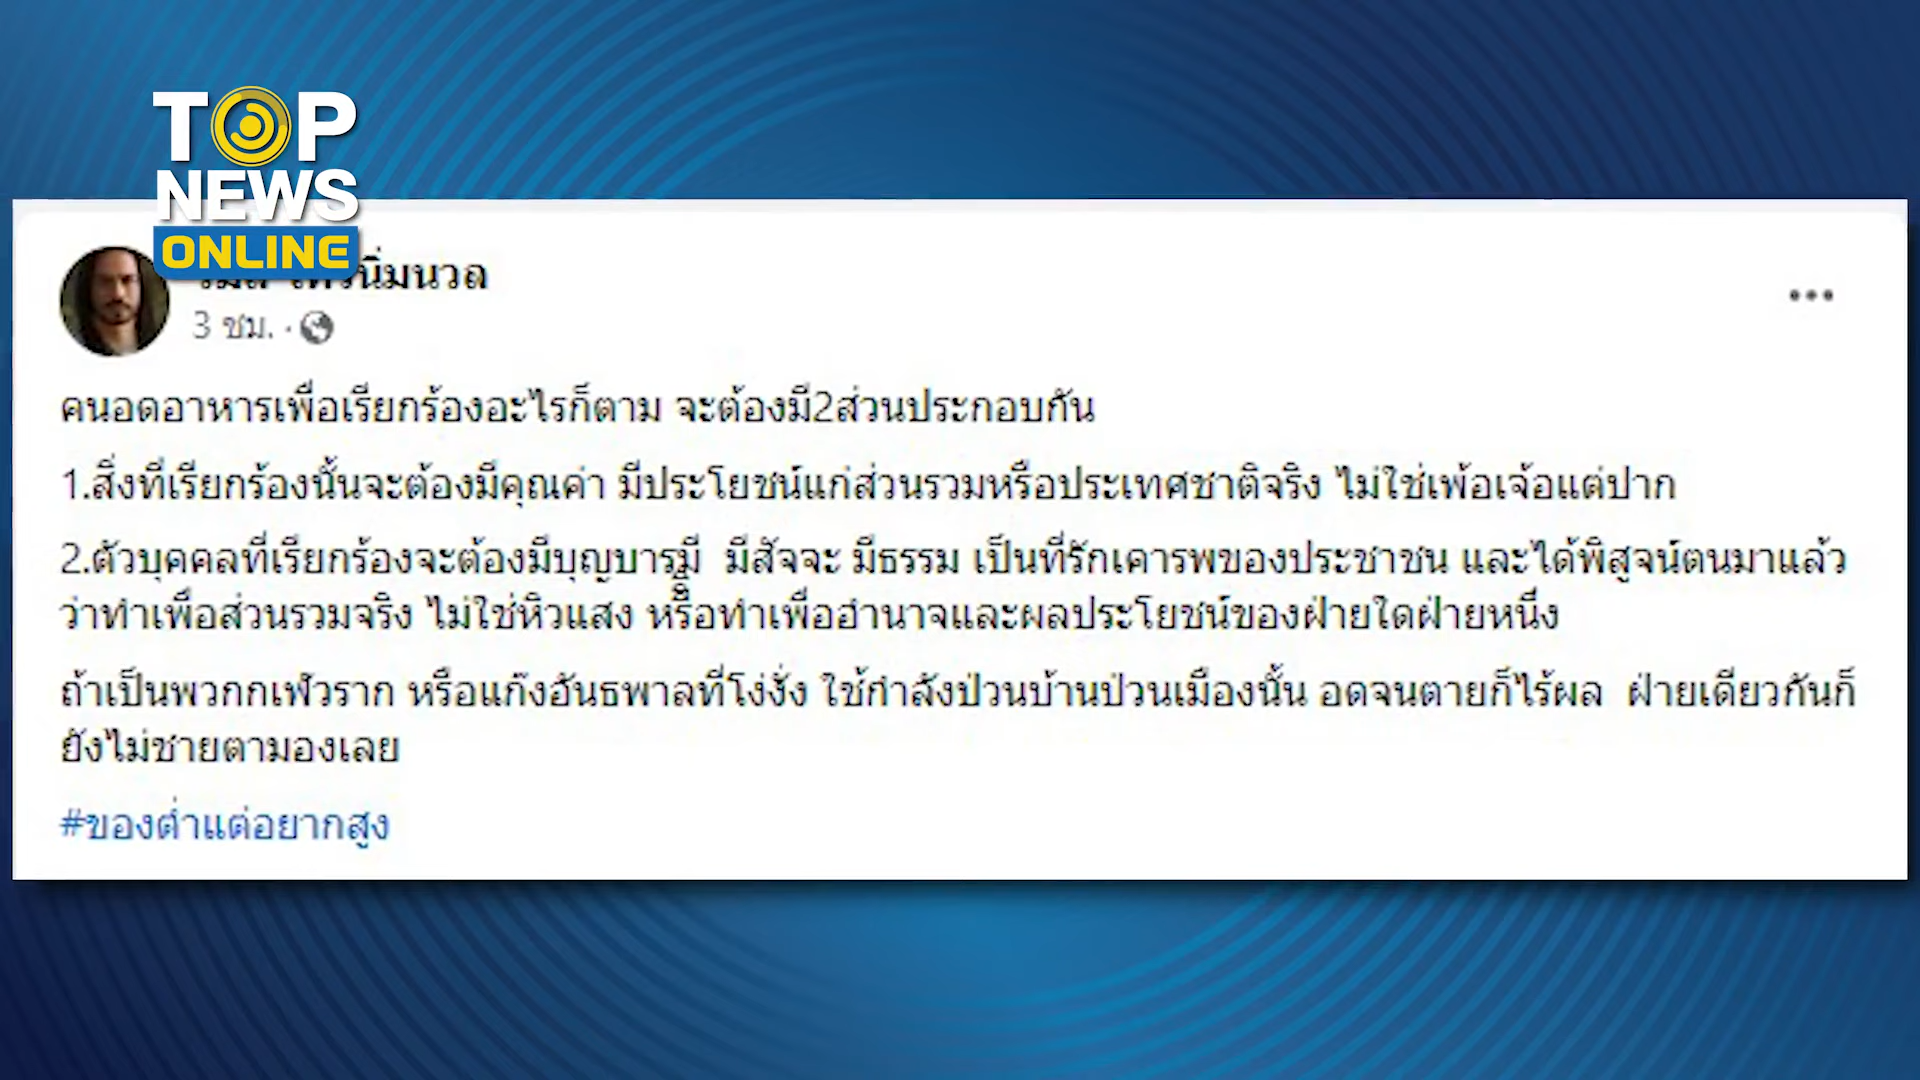 TOP
NEWS
ONLINE
นิ่มนวล
3 ชม.
คนอดอาหารเพื่อเรียกร้องอะไรก็ตาม จะต้องมี2ส่วนประกอบกัน
1.สิ่งที่เรียกร้องนั้นจะต้องมีคุณค่า มีประโยชน์แก่ส่วนรวมหรือประเทศชาติจริง ไม่ใช่เพ้อเจ้อแต่ปาก
2.ตัวบุคคลที่เรียกร้องจะต้องมีบุญบารมี มีสัจจะ มีธรรม เป็นที่รักเคารพของประชาชน และได้พิสูจน์ตนมาแล้ว
ว่าทำเพื่อส่วนรวมจริง ไม่ใช่หิวแสง หรือทำเพื่ออำนาจและผลประโยชน์ของฝ่ายใดฝ่ายหนึ่ง
ถ้าเป็นพวกกเฬวราก หรือแก๊งอันธพาลที่โง่งั่ง ใช้กำลังป่วนบ้านป่วนเมืองนั้น อดจนตายก็ไร้ผล ฝ่ายเดียวกันก็
ยังไม่ชายตามองเลย
#ของต่ำแต่อยากสูง